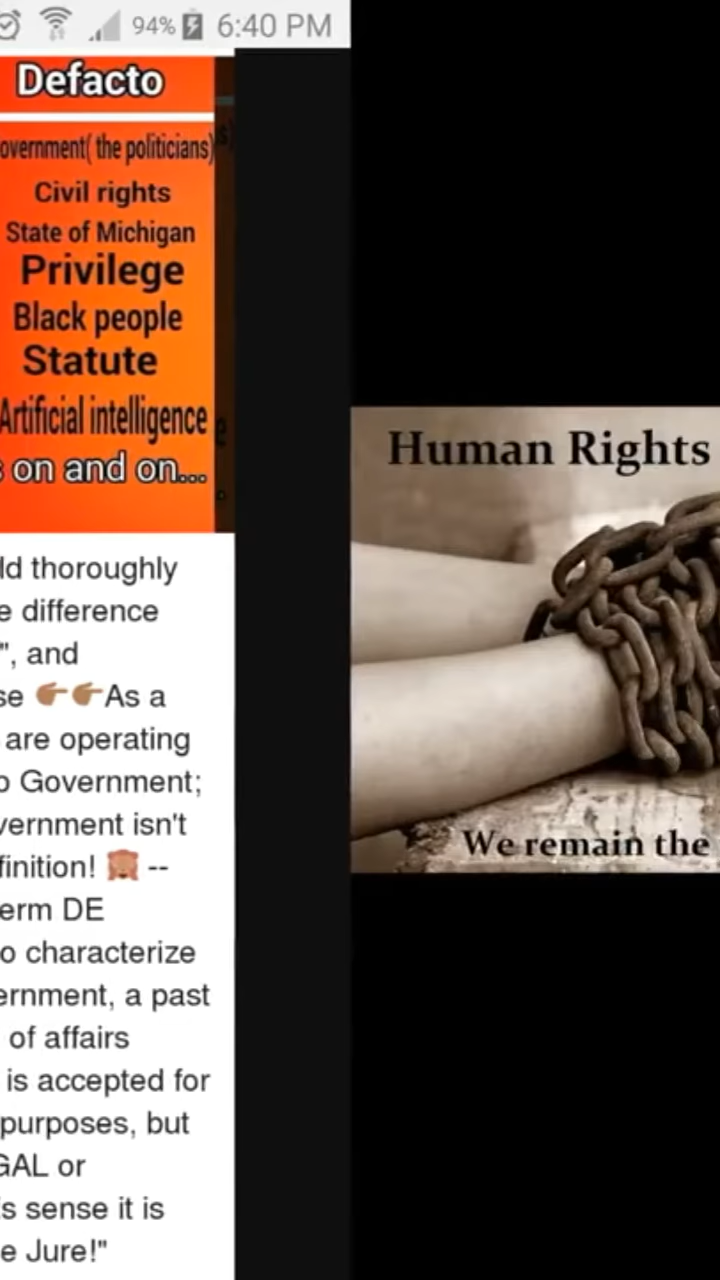 94% 6:40 PM
Defacto
overnment( the politicians)
Civil rights
State of Michigan
Privilege
Black people
Statute
Artificial intelligence
s on and on...
ld thoroughly
e difference
", and
se 👉🏽👉🏽As a
are operating
o Government;
vernment isn't
finition! 🙈 --
erm DE
o characterize
ernment, a past
of affairs
is accepted for
purposes, but
GAL or
's sense it is
e Jure!"
Human Rights
We remain the